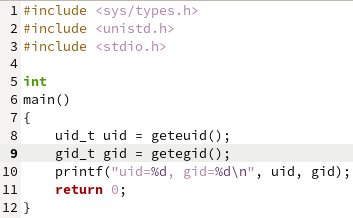 1 #include <sys/types.h>
2 #include <unistd.h>
3 #include <stdio.h>
4
5 int
6 main()
7 {
8     uid_t uid = geteuid();
9     gid_t gid = getegid();
10     printf("uid=%d, gid=%d\n", uid, gid);
11     return 0;
12 }